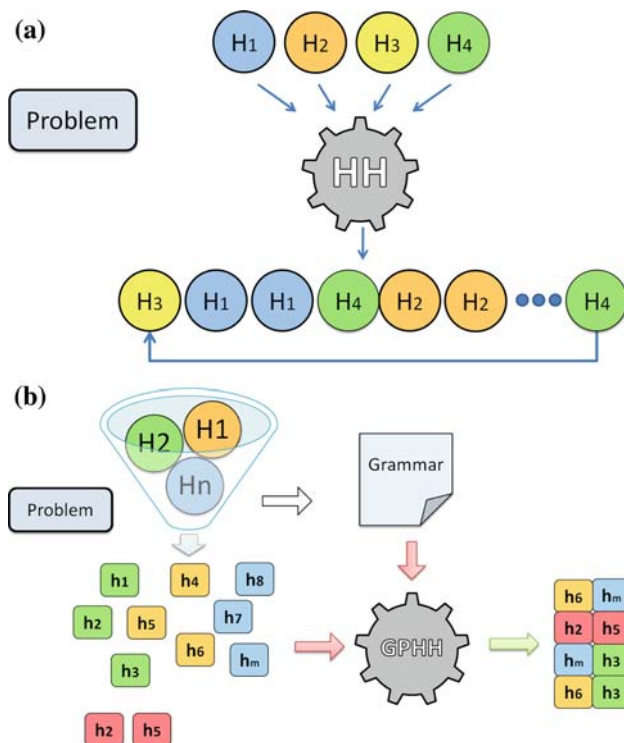 (a)
H1 H2 H3 H4
Problem
HH
H3 H1 H1 H4 H2 H2 H4
(b)
H2 H1
Hn
Grammar
Problem
h1 h4 h8
h2 h5 h7
h6
h3 hm
GPHH
h6 hm
h2 h5
hm h3
h6 h3
h2 h5